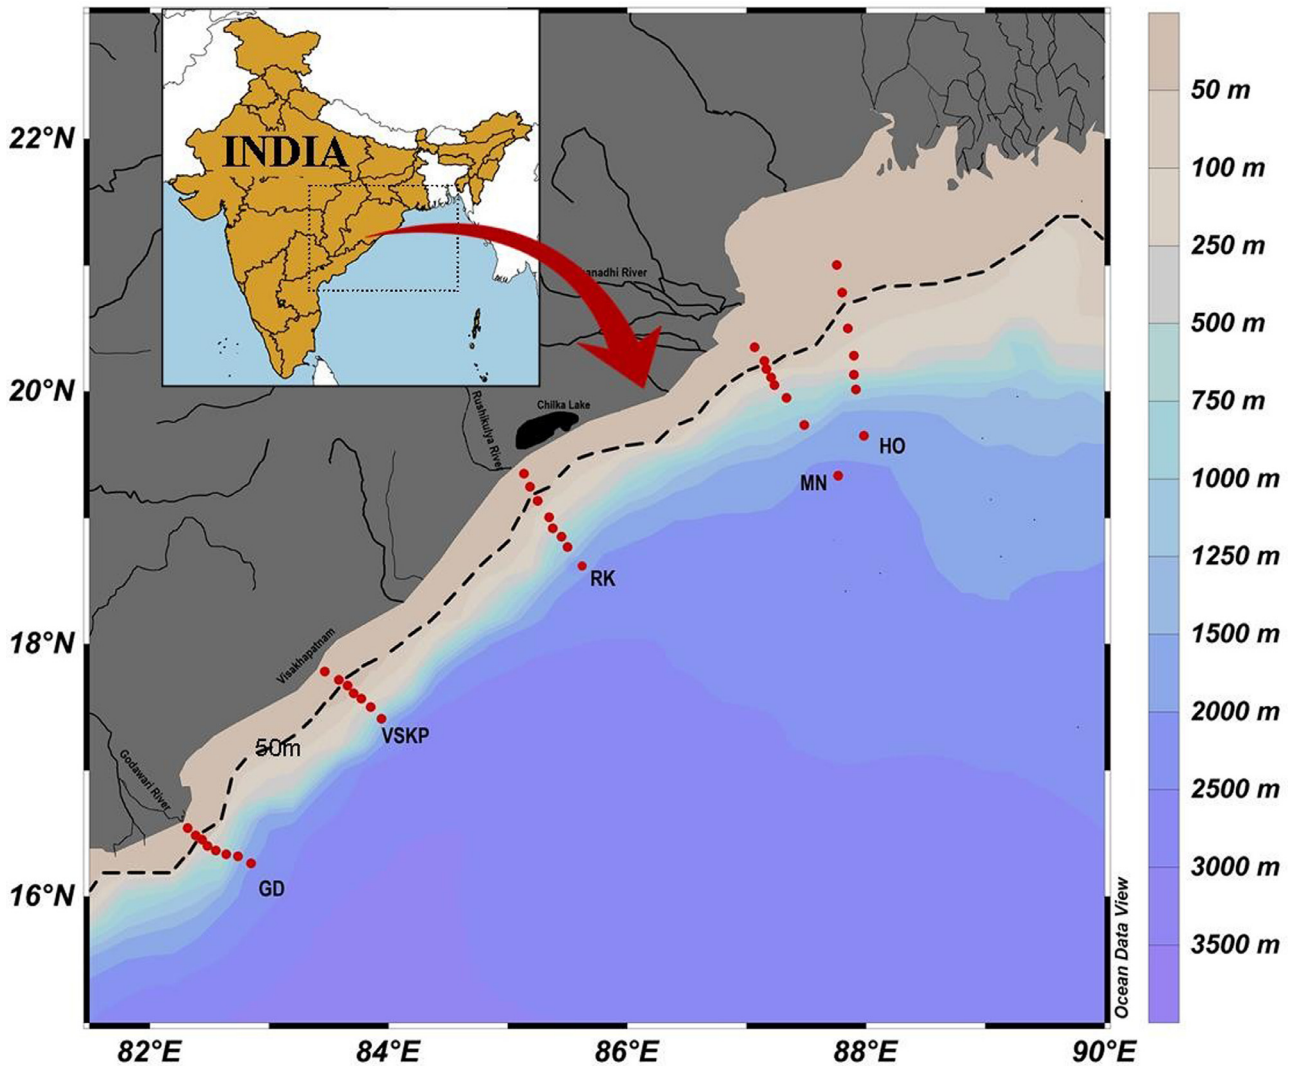 INDIA
22°N
20°N
18°N
16°N
82°E
84°E
86°E
88°E
90°E
anadhi River
Chilka Lake
Rushikulya River
Visakhapatnam
Godawari River
50m
HO
MN
RK
VSKP
GD
50 m
100 m
250 m
500 m
750 m
1000 m
1250 m
1500 m
2000 m
2500 m
3000 m
3500 m
Ocean Data View